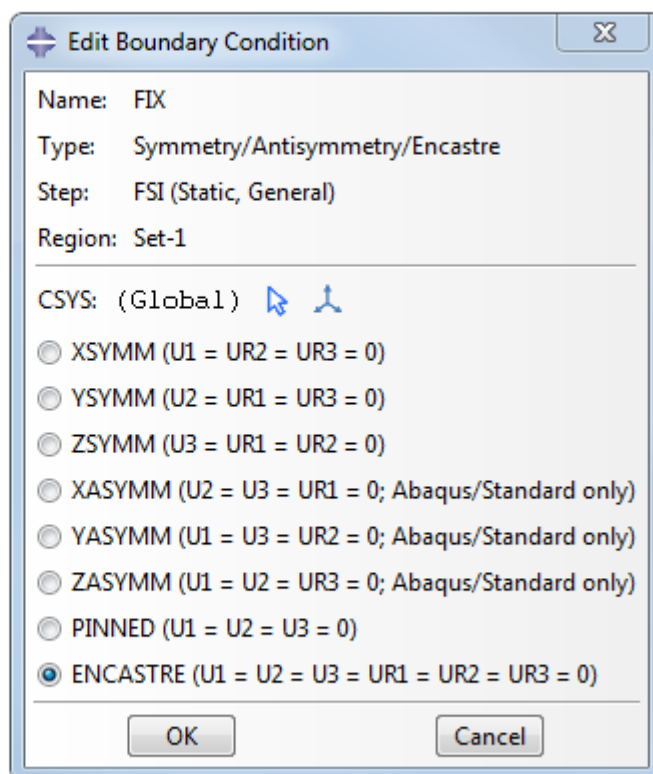 Edit Boundary Condition
Name: FIX
Type: Symmetry/Antisymmetry/Encastre
Step: FSI (Static, General)
Region: Set-1
CSYS: (Global)
XSYMM (U1 = UR2 = UR3 = 0)
YSYMM (U2 = UR1 = UR3 = 0)
ZSYMM (U3 = UR1 = UR2 = 0)
XASYMM (U2 = U3 = UR1 = 0; Abaqus/Standard only)
YASYMM (U1 = U3 = UR2 = 0; Abaqus/Standard only)
ZASYMM (U1 = U2 = UR3 = 0; Abaqus/Standard only)
PINNED (U1 = U2 = U3 = 0)
ENCASTRE (U1 = U2 = U3 = UR1 = UR2 = UR3 = 0)
OK Cancel